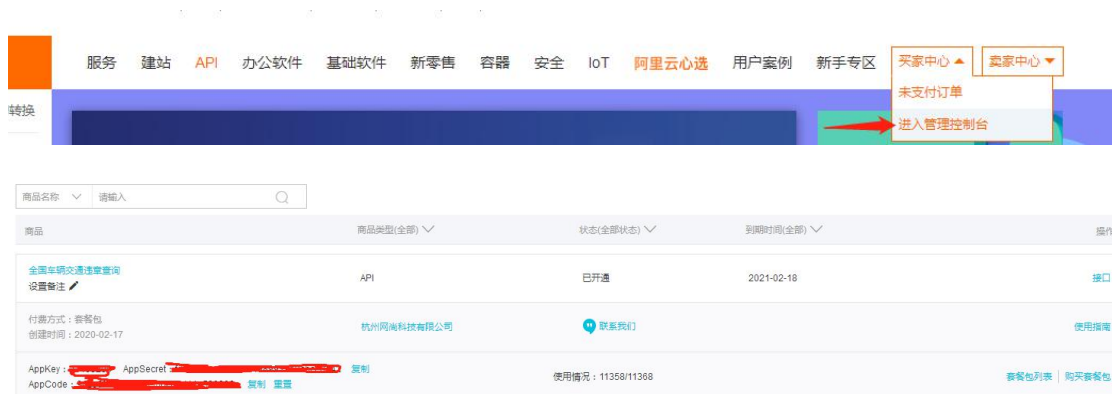 服务 建站 API 办公软件 基础软件 新零售 容器 安全 IoT 阿里云心选 用户案例 新手专区 买家中心 卖家中心
未支付订单
转换
进入管理控制台
商品名称 请输入
商品 商品类型(全部) 状态(全部状态) 到期时间(全部) 操作
全国车辆交通违章查询 API 已开通 2021-02-18 接口
设置备注
付费方式：套餐包 杭州网尚科技有限公司 联系我们 使用指南
创建时间：2020-02-17
AppKey： AppSecret： 复制 使用情况：11358/11368 套餐包列表 购买套餐包
AppCode： 复制 重置